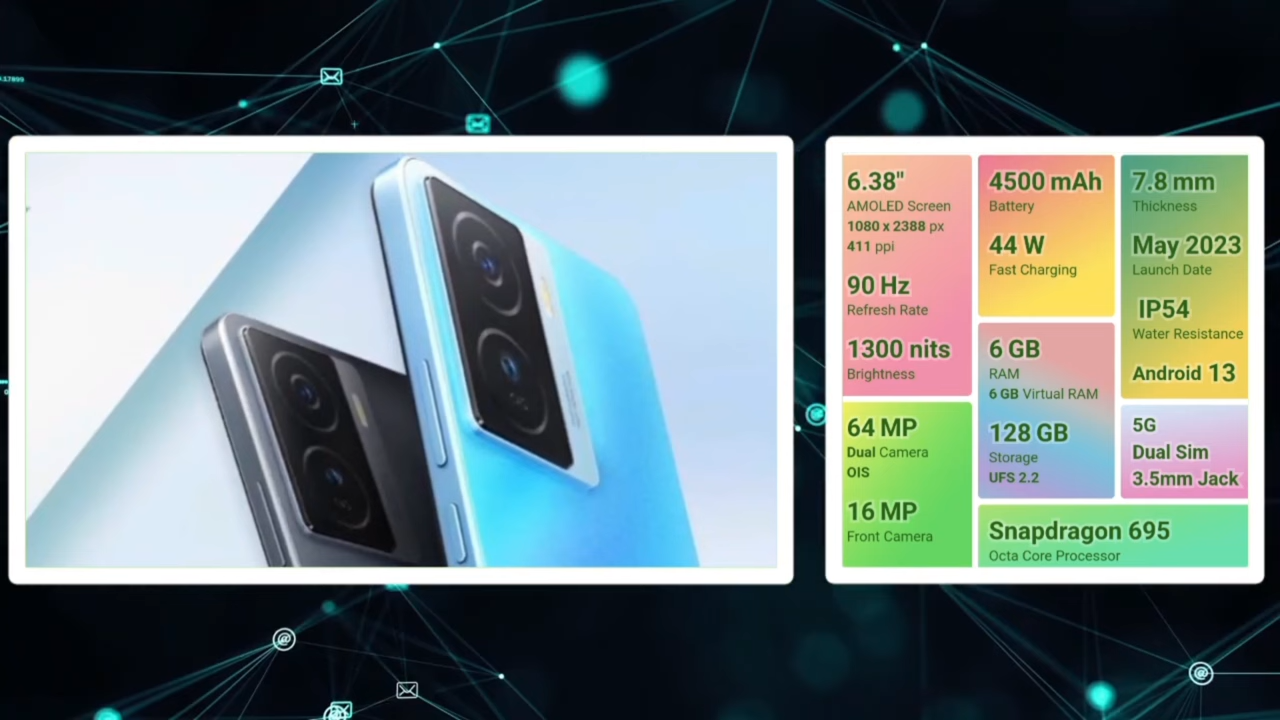 6.38"
AMOLED Screen
1080 x 2388 px
411 ppi
90 Hz
Refresh Rate
1300 nits
Brightness
64 MP
Dual Camera
OIS
16 MP
Front Camera
4500 mAh
Battery
44 W
Fast Charging
6 GB
RAM
6 GB Virtual RAM
128 GB
Storage
UFS 2.2
7.8 mm
Thickness
May 2023
Launch Date
IP54
Water Resistance
Android 13
5G
Dual Sim
3.5mm Jack
Snapdragon 695
Octa Core Processor